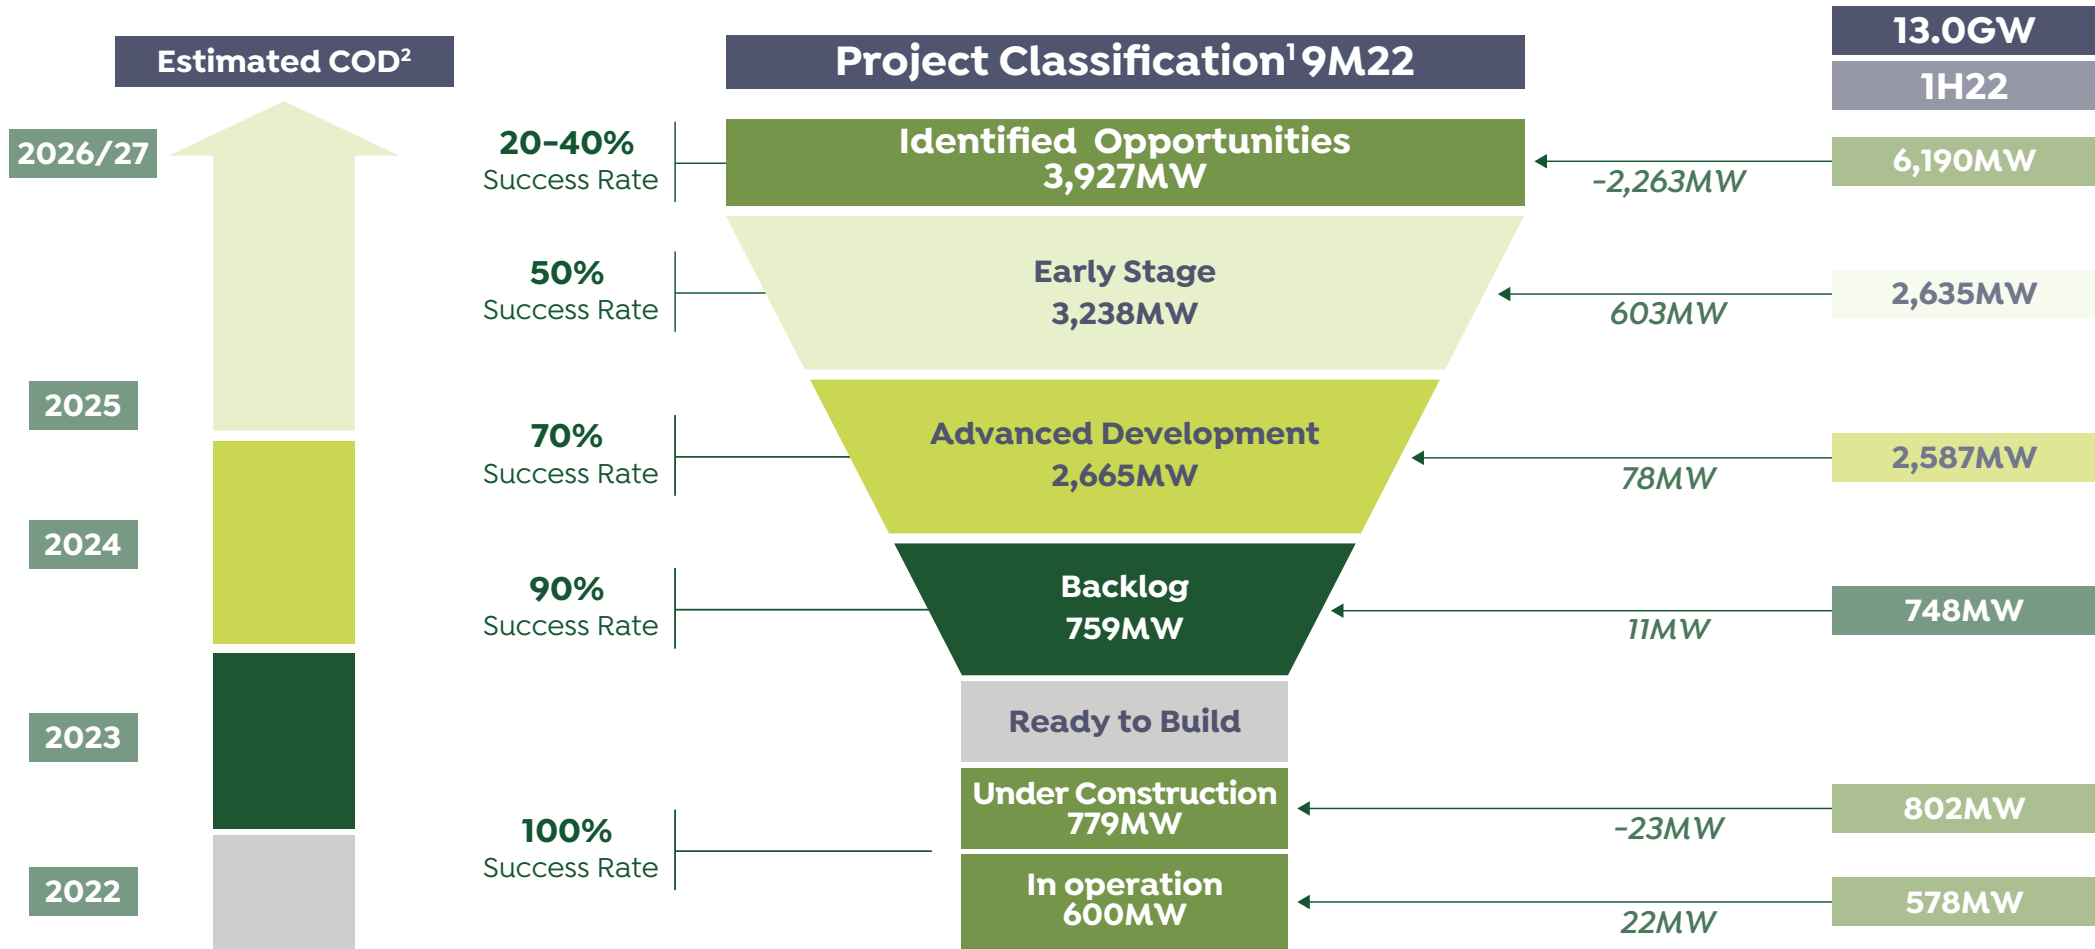 Estimated COD²
Project Classification¹ 9M22
13.0GW
1H22
2026/27
20-40%
Success Rate
Identified Opportunities
3,927MW
-2,263MW
6,190MW
50%
Success Rate
Early Stage
3,238MW
603MW
2,635MW
2025
70%
Success Rate
Advanced Development
2,665MW
78MW
2,587MW
2024
90%
Success Rate
Backlog
759MW
11MW
748MW
2023
Ready to Build
100%
Success Rate
Under Construction
779MW
-23MW
802MW
2022
In operation
600MW
22MW
578MW